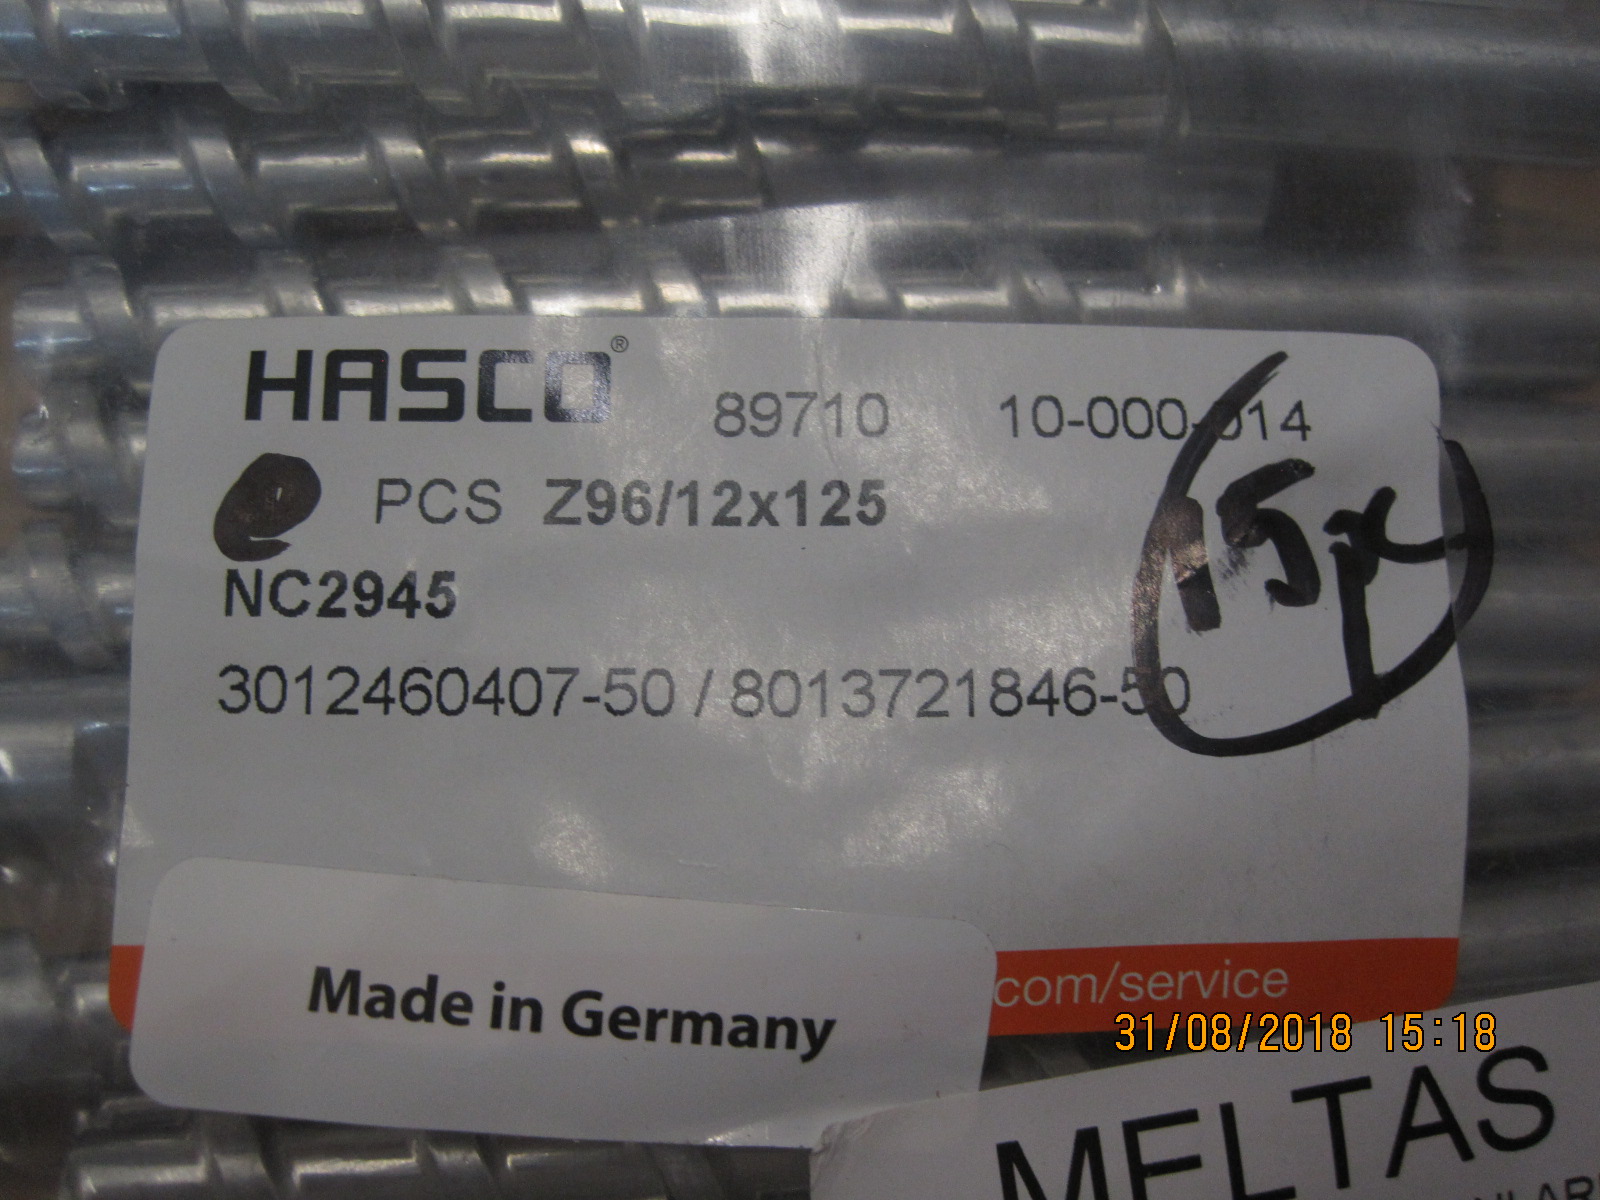 HASCO® 89710 10-000-014
PCS Z96/12x125
15px
NC2945
3012460407-50 / 8013721846-50
Made in Germany
com/service
31/08/2018 15:18
MELTAS